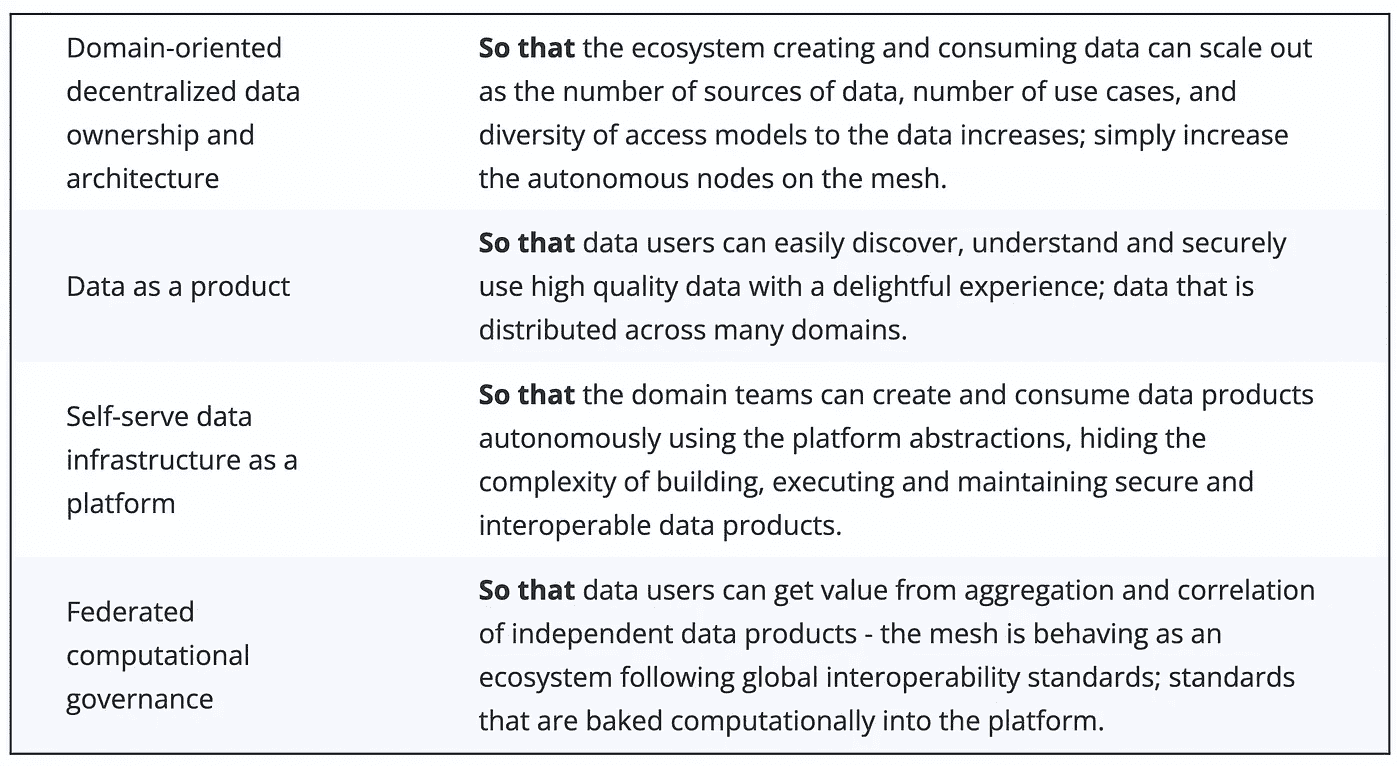 Domain-oriented
decentralized data
ownership and
architecture
So that the ecosystem creating and consuming data can scale out
as the number of sources of data, number of use cases, and
diversity of access models to the data increases; simply increase
the autonomous nodes on the mesh.
Data as a product
So that data users can easily discover, understand and securely
use high quality data with a delightful experience; data that is
distributed across many domains.
Self-serve data
infrastructure as a
platform
So that the domain teams can create and consume data products
autonomously using the platform abstractions, hiding the
complexity of building, executing and maintaining secure and
interoperable data products.
Federated
computational
governance
So that data users can get value from aggregation and correlation
of independent data products - the mesh is behaving as an
ecosystem following global interoperability standards; standards
that are baked computationally into the platform.